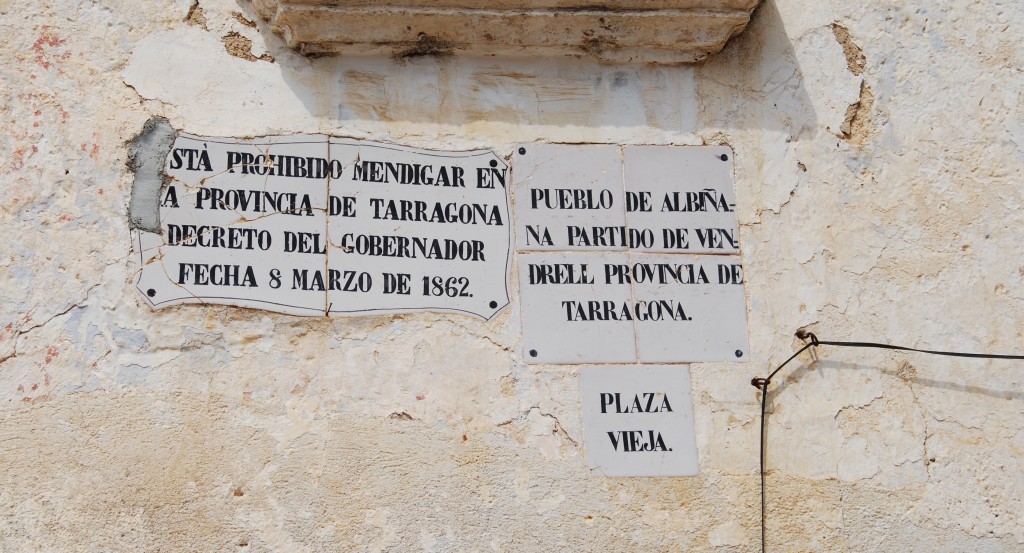 STÀ PROHIBIDO MENDIGAR EN
A PROVINCIA DE TARRAGONA
DECRETO DEL GOBERNADOR
FECHA 8 MARZO DE 1862.
PUEBLO DE ALBIÑA-
NA PARTIDO DE VEN-
DRELL PROVINCIA DE
TARRAGONA.
PLAZA
VIEJA.